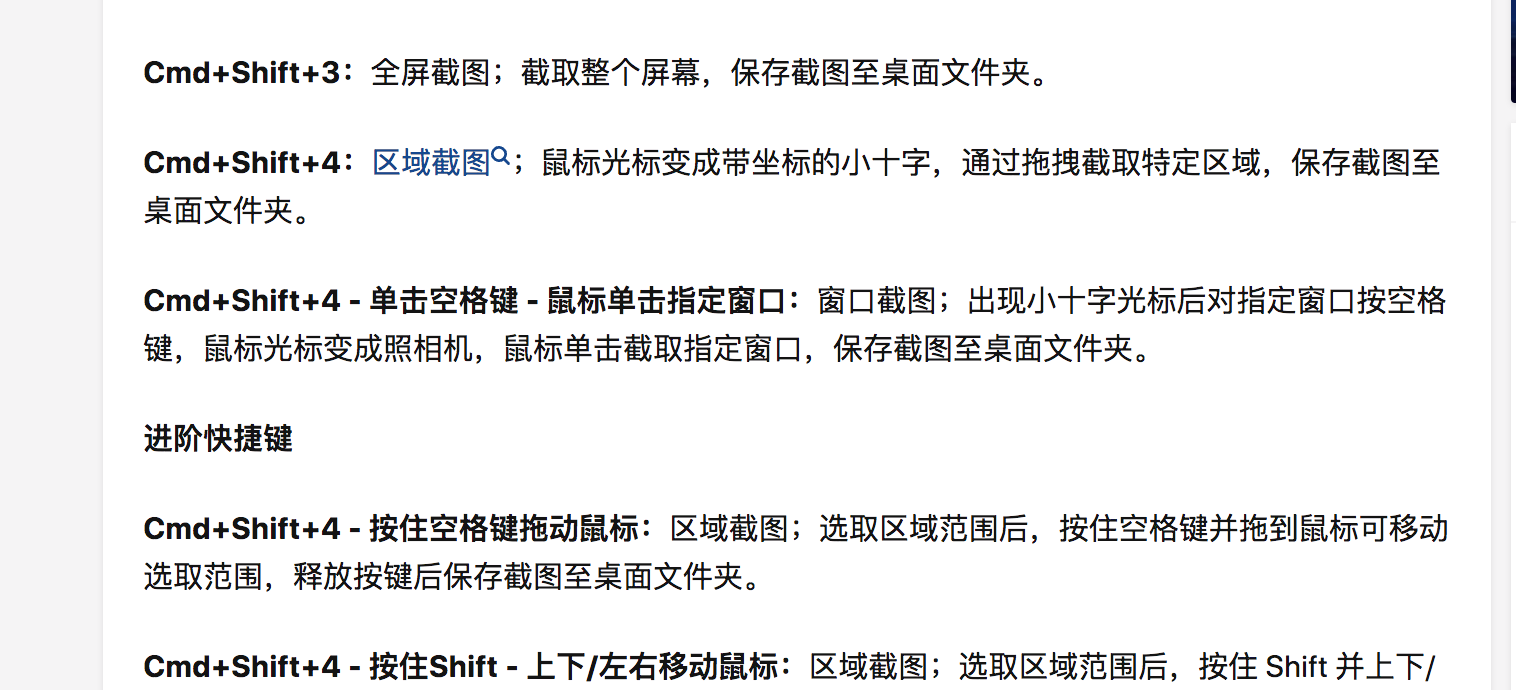 Cmd+Shift+3：全屏截图；截取整个屏幕，保存截图至桌面文件夹。
Cmd+Shift+4：区域截图；鼠标光标变成带坐标的小十字，通过拖拽截取特定区域，保存截图至
桌面文件夹。
Cmd+Shift+4 - 单击空格键 - 鼠标单击指定窗口：窗口截图；出现小十字光标后对指定窗口按空格
键，鼠标光标变成照相机，鼠标单击截取指定窗口，保存截图至桌面文件夹。
进阶快捷键
Cmd+Shift+4 - 按住空格键拖动鼠标：区域截图；选取区域范围后，按住空格键并拖到鼠标可移动
选取范围，释放按键后保存截图至桌面文件夹。
Cmd+Shift+4 - 按住Shift - 上下/左右移动鼠标：区域截图；选取区域范围后，按住 Shift 并上下/